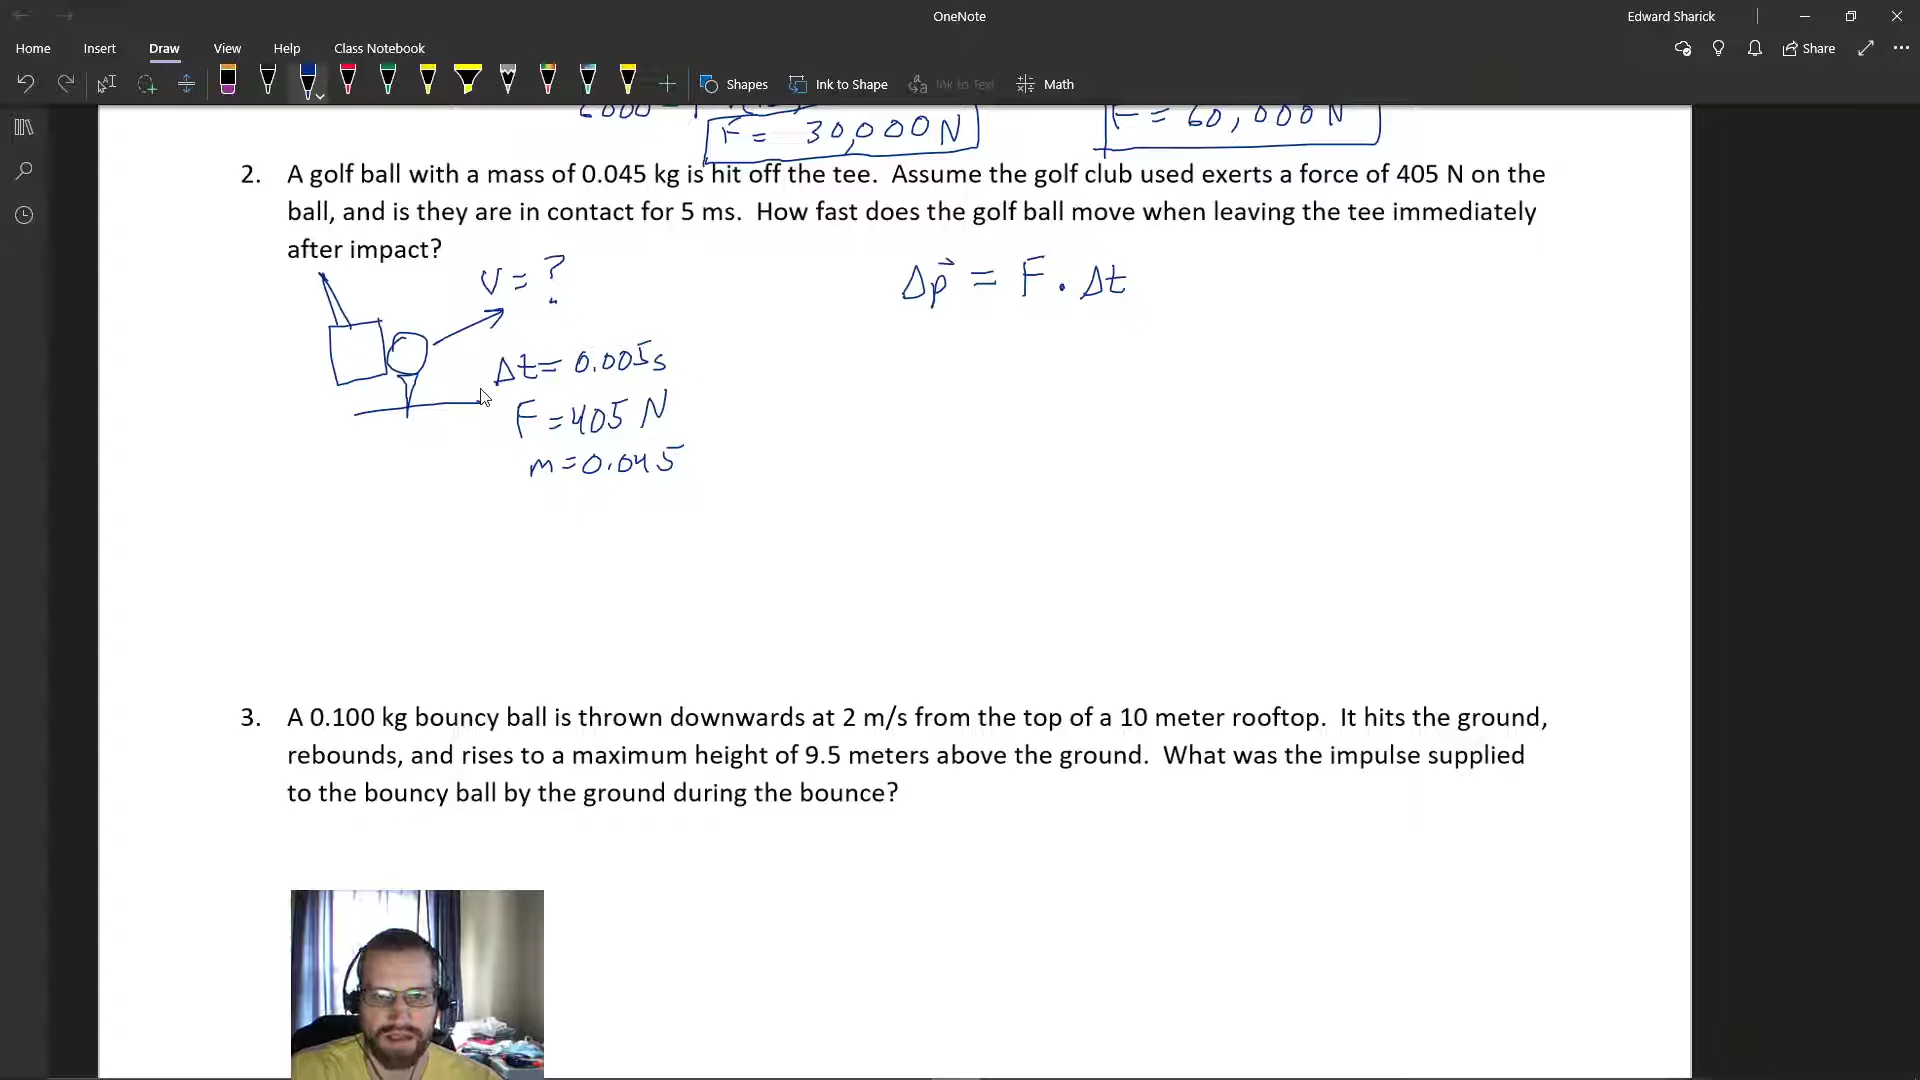 OneNote
Edward Sharick
Home Insert Draw View Help Class Notebook
Share
Shapes Ink to Shape Ink to Text Math
6000
F = 30,000 N
F = 60,000 N
2. A golf ball with a mass of 0.045 kg is hit off the tee. Assume the golf club used exerts a force of 405 N on the
ball, and is they are in contact for 5 ms. How fast does the golf ball move when leaving the tee immediately
after impact?
V = ?
Δp⃗ = F · Δt
Δt = 0.005s
F = 405 N
m = 0.045
3. A 0.100 kg bouncy ball is thrown downwards at 2 m/s from the top of a 10 meter rooftop. It hits the ground,
rebounds, and rises to a maximum height of 9.5 meters above the ground. What was the impulse supplied
to the bouncy ball by the ground during the bounce?